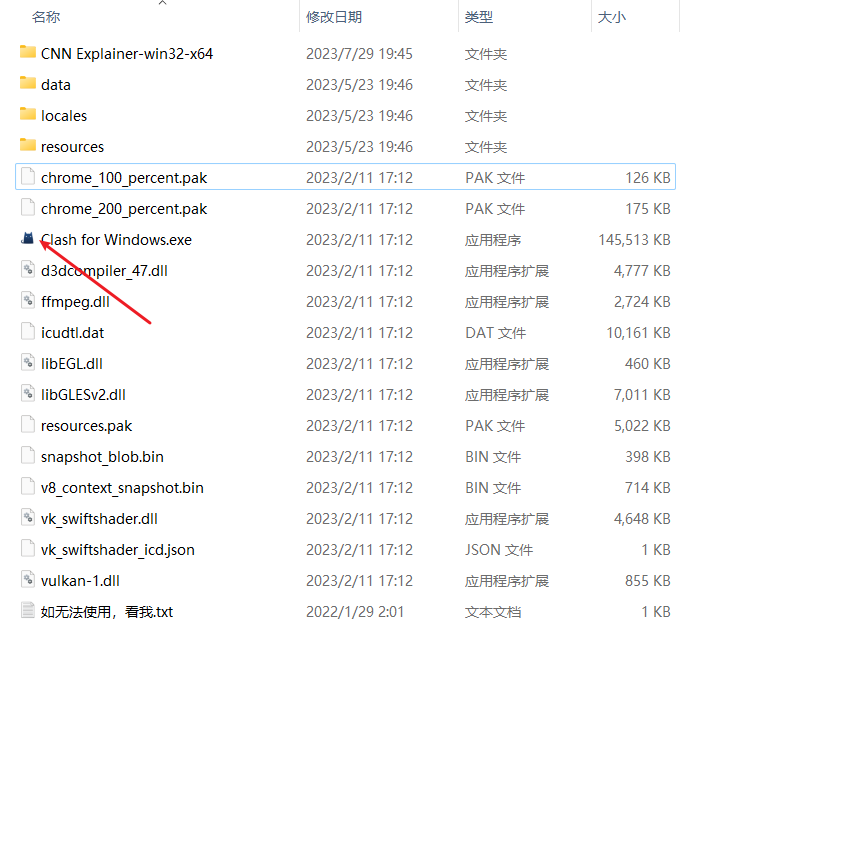 名称 修改日期 类型 大小
CNN Explainer-win32-x64 2023/7/29 19:45 文件夹
data 2023/5/23 19:46 文件夹
locales 2023/5/23 19:46 文件夹
resources 2023/5/23 19:46 文件夹
chrome_100_percent.pak 2023/2/11 17:12 PAK 文件 126 KB
chrome_200_percent.pak 2023/2/11 17:12 PAK 文件 175 KB
Clash for Windows.exe 2023/2/11 17:12 应用程序 145,513 KB
d3dcompiler_47.dll 2023/2/11 17:12 应用程序扩展 4,777 KB
ffmpeg.dll 2023/2/11 17:12 应用程序扩展 2,724 KB
icudtl.dat 2023/2/11 17:12 DAT 文件 10,161 KB
libEGL.dll 2023/2/11 17:12 应用程序扩展 460 KB
libGLESv2.dll 2023/2/11 17:12 应用程序扩展 7,011 KB
resources.pak 2023/2/11 17:12 PAK 文件 5,022 KB
snapshot_blob.bin 2023/2/11 17:12 BIN 文件 398 KB
v8_context_snapshot.bin 2023/2/11 17:12 BIN 文件 714 KB
vk_swiftshader.dll 2023/2/11 17:12 应用程序扩展 4,648 KB
vk_swiftshader_icd.json 2023/2/11 17:12 JSON 文件 1 KB
vulkan-1.dll 2023/2/11 17:12 应用程序扩展 855 KB
如无法使用，看我.txt 2022/1/29 2:01 文本文档 1 KB